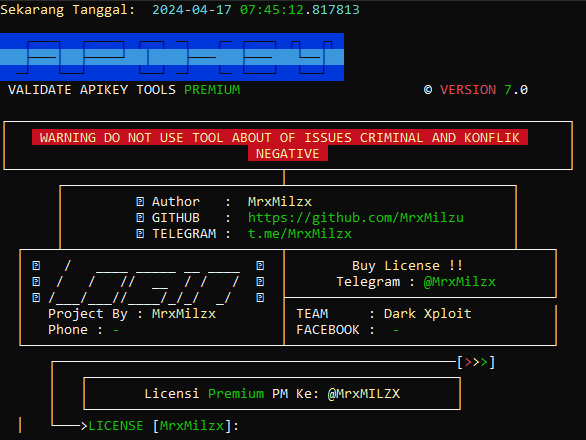 Sekarang Tanggal:  2024-04-17 07:45:12.817813
VALIDATE APIKEY TOOLS PREMIUM © VERSION 7.0
WARNING DO NOT USE TOOL ABOUT OF ISSUES CRIMINAL AND KONFLIK
NEGATIVE
Author : MrxMilzx
GITHUB : https://github.com/MrxMilzu
TELEGRAM : t.me/MrxMilzx
Project By : MrxMilzx
Phone : -
Buy License !!
Telegram : @MrxMilzx
TEAM : Dark Xploit
FACEBOOK : -
[>>>]
Licensi Premium PM Ke: @MrxMILZX
LICENSE [MrxMilzx]: